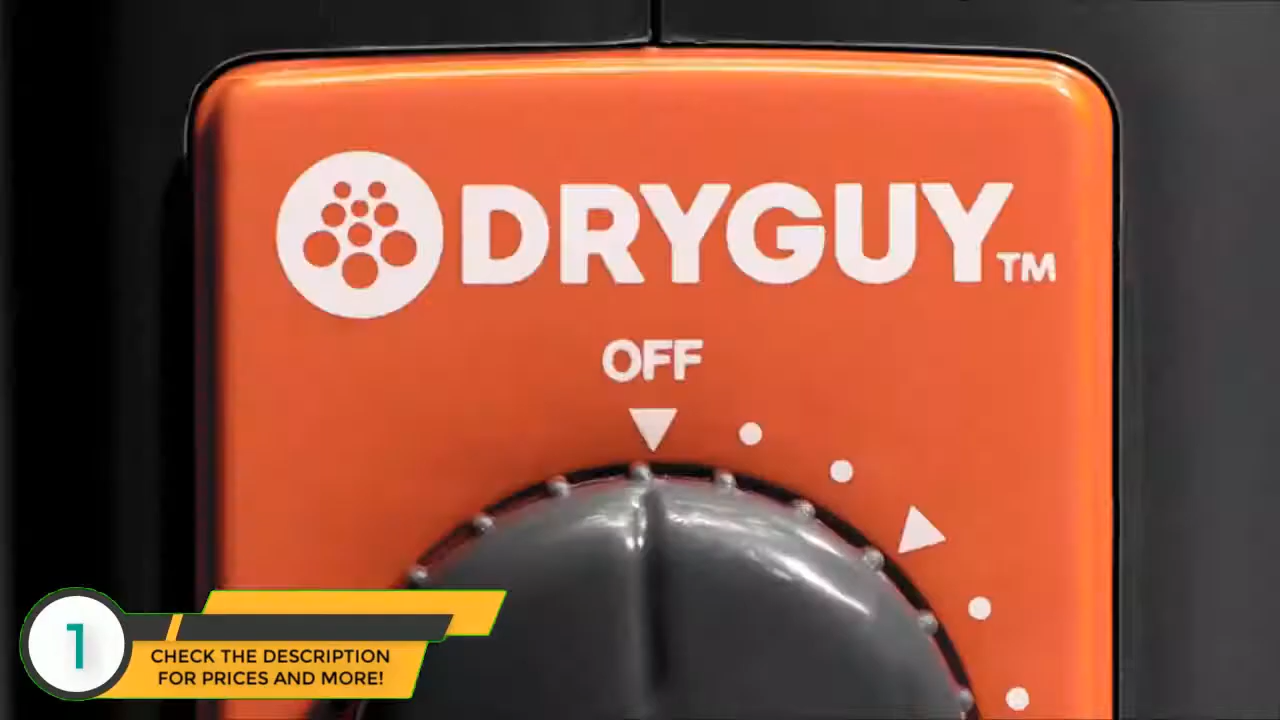 DRYGUY™
OFF
1
CHECK THE DESCRIPTION
FOR PRICES AND MORE!